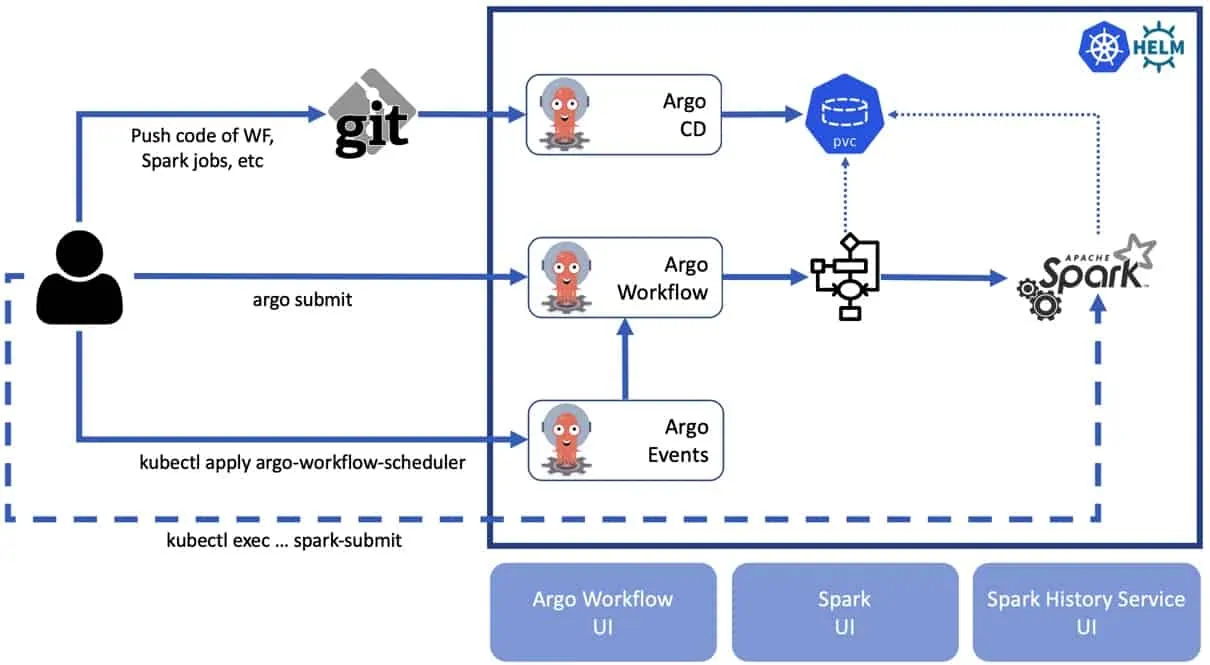 HELM
Push code of WF,
Spark jobs, etc
git
Argo
CD
pvc
argo submit
Argo
Workflow
APACHE
Spark™
kubectl apply argo-workflow-scheduler
Argo
Events
kubectl exec ... spark-submit
Argo Workflow
UI
Spark
UI
Spark History Service
UI